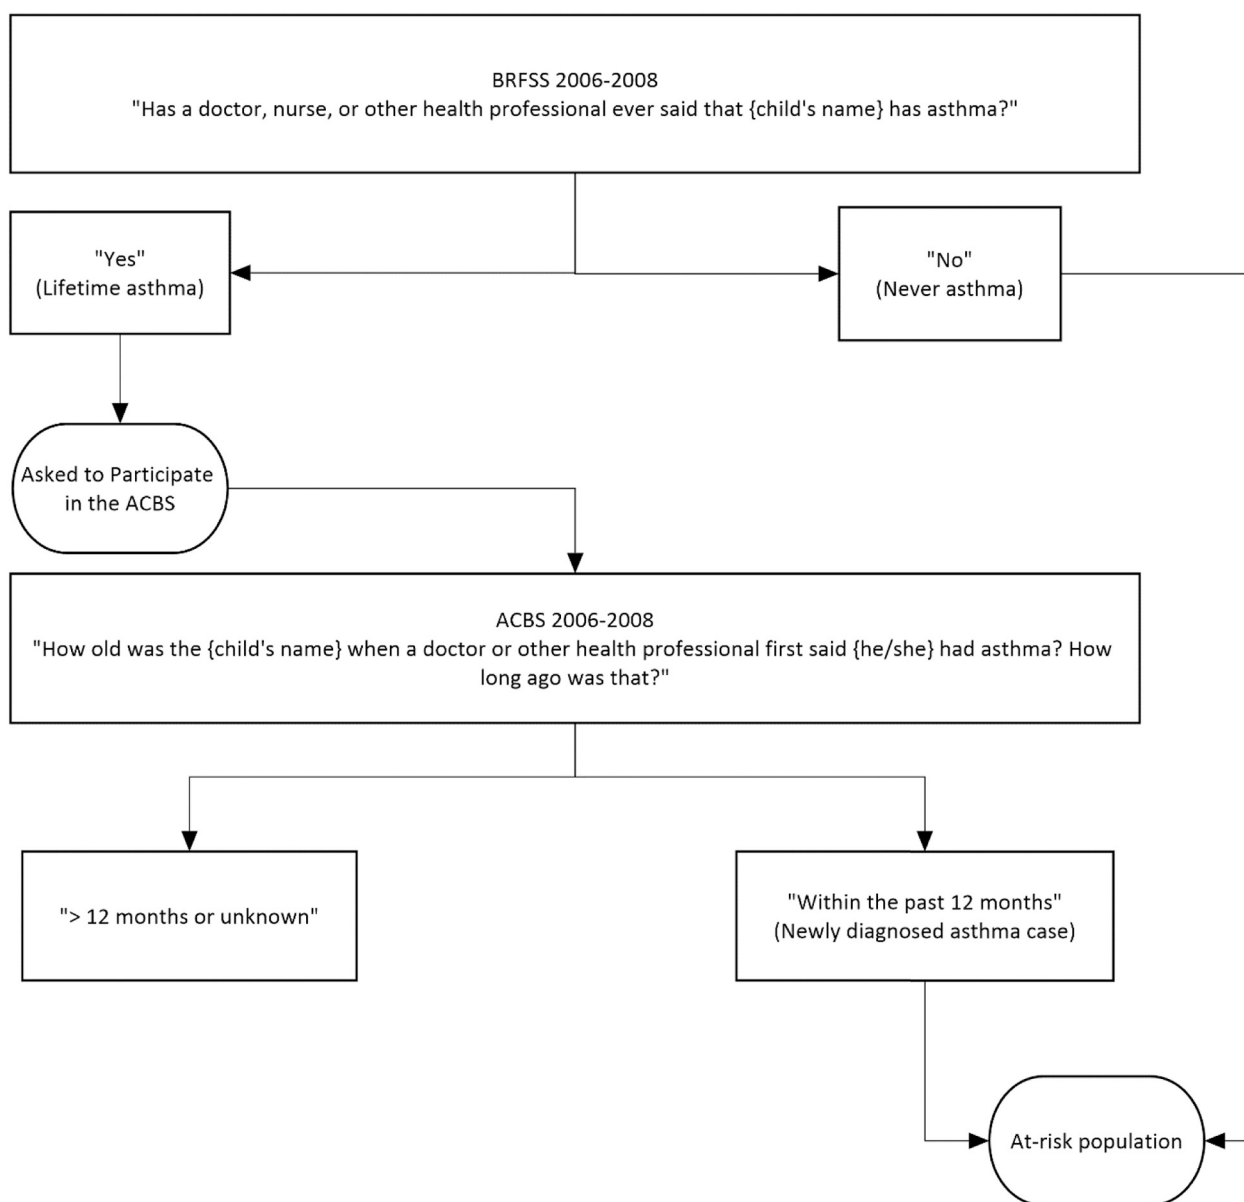 BRFSS 2006-2008
"Has a doctor, nurse, or other health professional ever said that {child's name} has asthma?"
"Yes"
(Lifetime asthma)
"No"
(Never asthma)
Asked to Participate
in the ACBS
ACBS 2006-2008
"How old was the {child's name} when a doctor or other health professional first said {he/she} had asthma? How
long ago was that?"
"> 12 months or unknown"
"Within the past 12 months"
(Newly diagnosed asthma case)
At-risk population